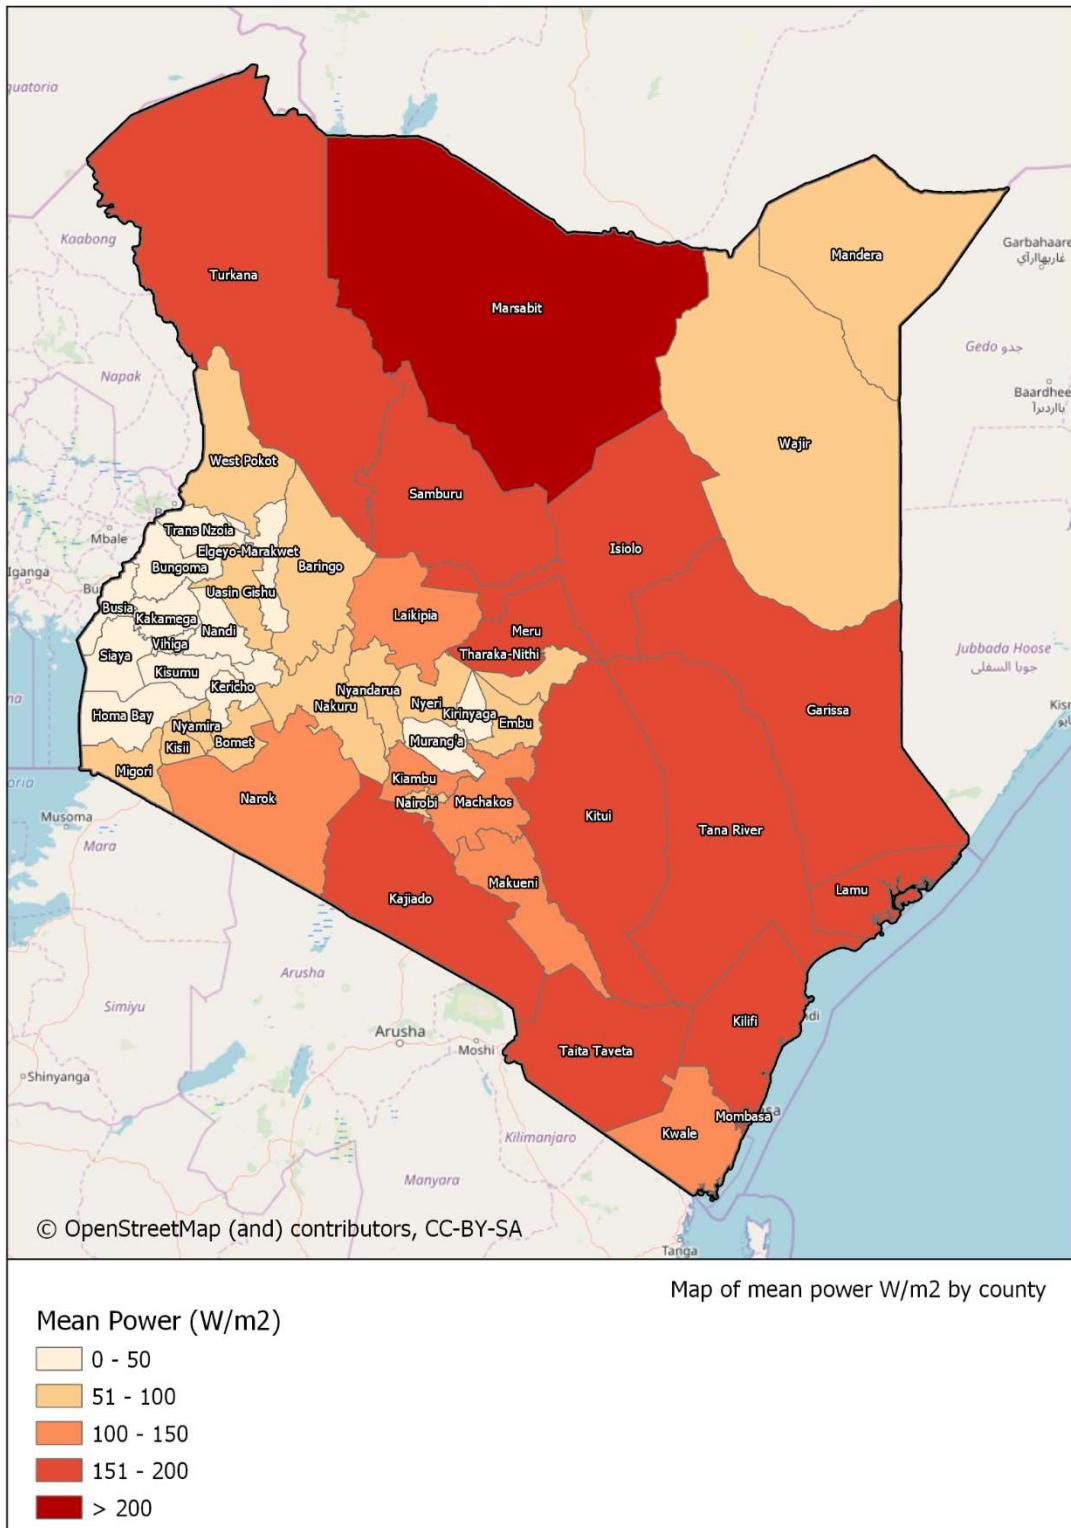 quatoria
Kaabong
Garbahaare
غاربهااراَي
Turkana
Mandera
Marsabit
Gedo جدو
Napak
Baardhee
باارديرآ
Wajir
West Pokot
Samburu
Trans Nzoia
Mbale
Elgeyo-Marakwet
Isiolo
Bungoma
Baringo
Iganga
Uasin Gishu
Busia
Kakamega
Laikipia
Nandi
Meru
Vihiga
Tharaka-Nithi
Siaya
Jubbada Hoose
جوبا السفلى
Kisumu
Kericho
Nyandarua
Homa Bay
Nyeri
Nakuru
Kirinyaga
Garissa
Nyamira
Embu
Kisii
Bomet
Murang'a
Migori
Kiambu
Narok
Nairobi
Machakos
Musoma
Kitui
Tana River
Mara
Makueni
Lamu
Kajiado
Arusha
Simiyu
Kilifi
Arusha
Moshi
Taita Taveta
Shinyanga
Mombasa
Kwale
Kilimanjaro
Manyara
© OpenStreetMap (and) contributors, CC-BY-SA
Tanga
Map of mean power W/m2 by county
Mean Power (W/m2)
0 - 50
51 - 100
100 - 150
151 - 200
> 200